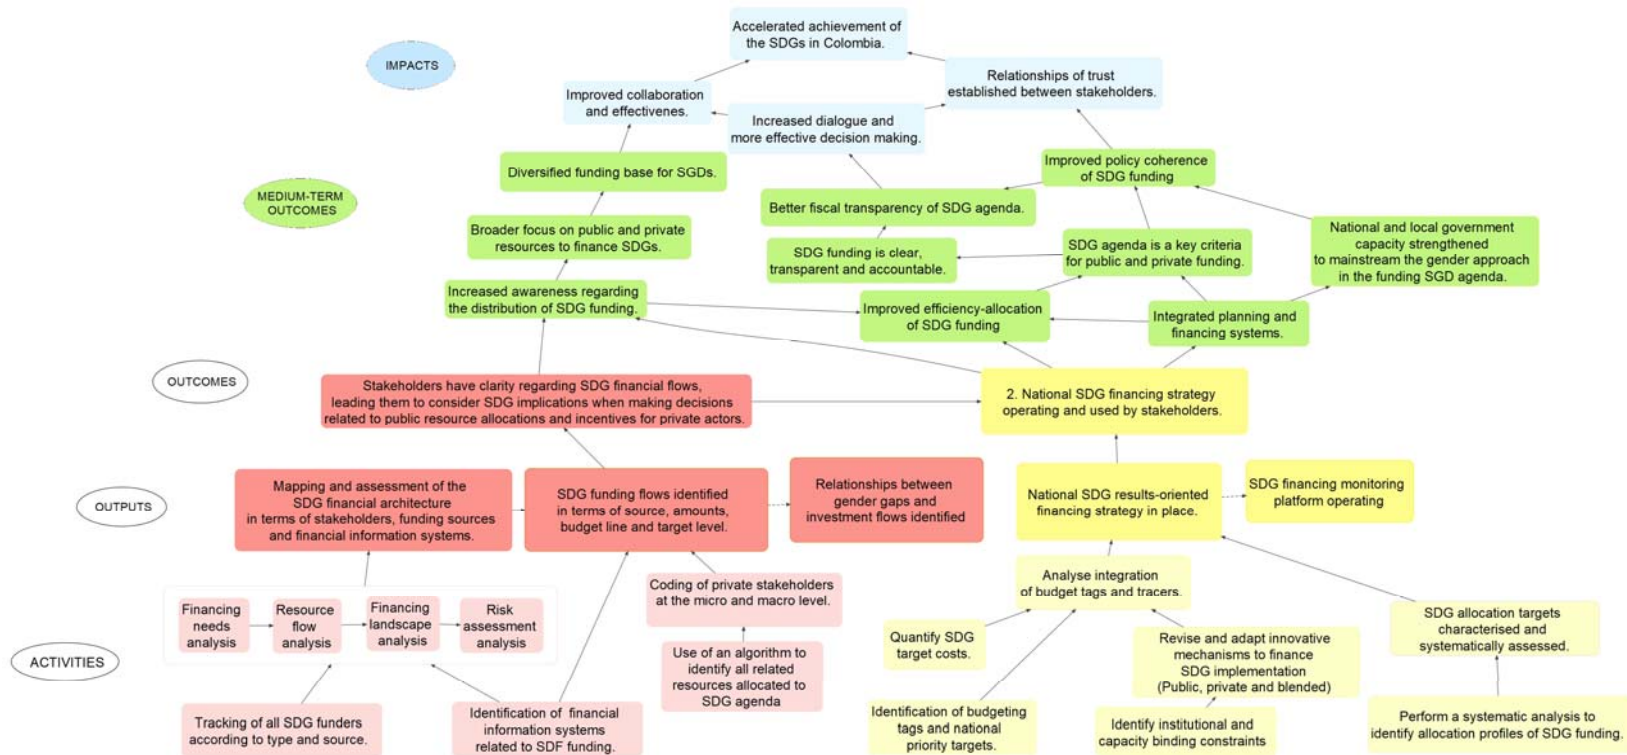 Accelerated achievement of
the SDGs in Colombia.
IMPACTS
Relationships of trust
established between stakeholders.
Improved collaboration
and effectivenes.
Increased dialogue and
more effective decision making.
Diversified funding base for SGDs.
Improved policy coherence
of SDG funding
MEDIUM-TERM
OUTCOMES
Better fiscal transparency of SDG agenda.
Broader focus on public and private
resources to finance SDGs.
SDG funding is clear,
transparent and accountable.
SDG agenda is a key criteria
for public and private funding.
National and local government
capacity strengthened
to mainstream the gender approach
in the funding SGD agenda.
Increased awareness regarding
the distribution of SDG funding.
Improved efficiency-allocation
of SDG funding
Integrated planning and
financing systems.
OUTCOMES
Stakeholders have clarity regarding SDG financial flows,
leading them to consider SDG implications when making decisions
related to public resource allocations and incentives for private actors.
2. National SDG financing strategy
operating and used by stakeholders.
OUTPUTS
Mapping and assessment of the
SDG financial architecture
in terms of stakeholders, funding sources
and financial information systems.
SDG funding flows identified
in terms of source, amounts,
budget line and target level.
Relationships between
gender gaps and
investment flows identified
National SDG results-oriented
financing strategy in place.
SDG financing monitoring
platform operating
ACTIVITIES
Financing
needs
analysis
Resource
flow
analysis
Financing
landscape
analysis
Risk
assessment
analysis
Coding of private stakeholders
at the micro and macro level.
Use of an algorithm to
identify all related
resources allocated to
SDG agenda
Tracking of all SDG funders
according to type and source.
Identification of financial
information systems
related to SDF funding.
Analyse integration
of budget tags and tracers.
Quantify SDG
target costs.
Revise and adapt innovative
mechanisms to finance
SDG implementation
(Public, private and blended)
SDG allocation targets
characterised and
systematically assessed.
Identification of budgeting
tags and national
priority targets.
Identify institutional and
capacity binding constraints
Perform a systematic analysis to
identify allocation profiles of SDG funding.